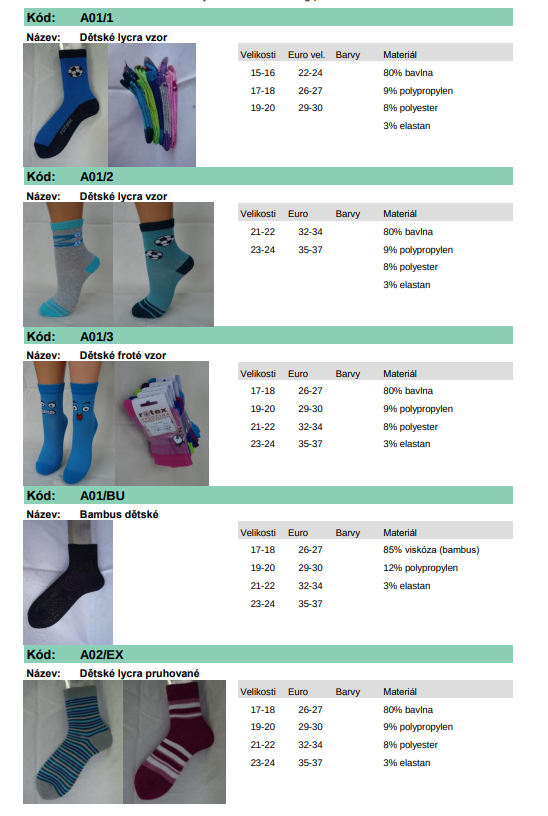 Kód: A01/1
Název: Dětské lycra vzor
Velikosti Euro vel. Barvy Materiál
15-16 22-24 80% bavlna
17-18 26-27 9% polypropylen
19-20 29-30 8% polyester
3% elastan
Kód: A01/2
Název: Dětské lycra vzor
Velikosti Euro Barvy Materiál
21-22 32-34 80% bavlna
23-24 35-37 9% polypropylen
8% polyester
3% elastan
Kód: A01/3
Název: Dětské froté vzor
Velikosti Euro Barvy Materiál
17-18 26-27 80% bavlna
19-20 29-30 9% polypropylen
21-22 32-34 8% polyester
23-24 35-37 3% elastan
Kód: A01/BU
Název: Bambus dětské
Velikosti Euro Barvy Materiál
17-18 26-27 85% viskóza (bambus)
19-20 29-30 12% polypropylen
21-22 32-34 3% elastan
23-24 35-37
Kód: A02/EX
Název: Dětské lycra pruhované
Velikosti Euro Barvy Materiál
17-18 26-27 80% bavlna
19-20 29-30 9% polypropylen
21-22 32-34 8% polyester
23-24 35-37 3% elastan